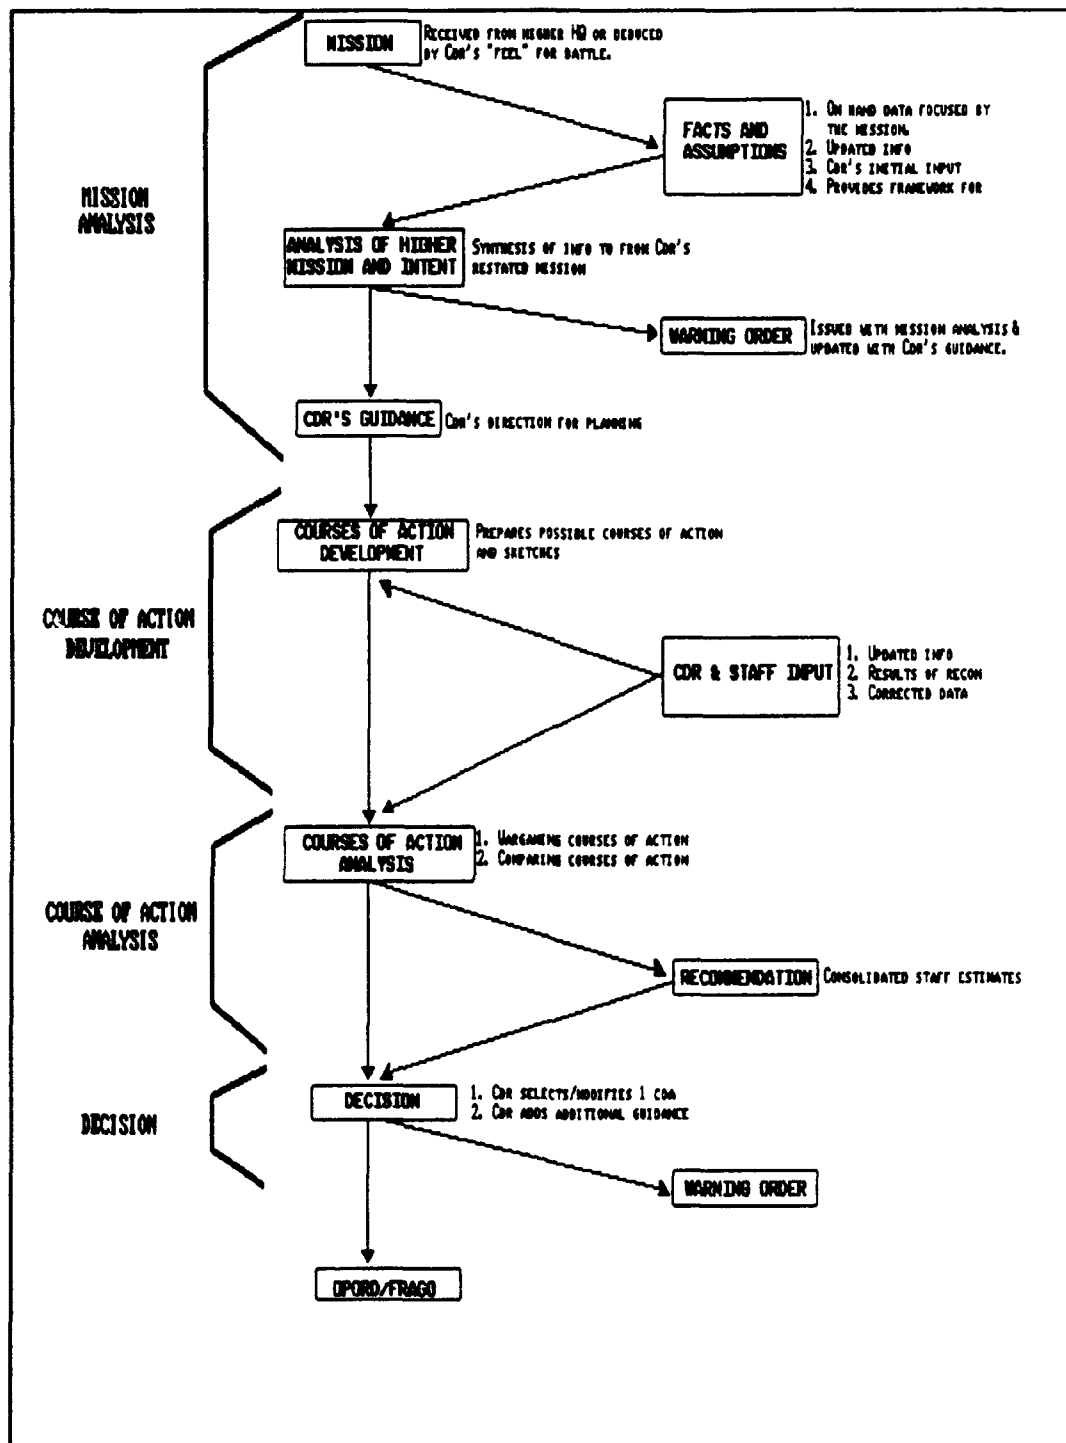 MISSION
RECEIVED FROM HIGHER HQ OR DEDUCED
BY CDR'S "FEEL" FOR BATTLE.
FACTS AND
ASSUMPTIONS
1. ON HAND DATA FOCUSED BY
THE MISSION.
2. UPDATED INFO
3. CDR'S INITIAL INPUT
4. PROVIDES FRAMEWORK FOR
MISSION
ANALYSIS
ANALYSIS OF HIGHER
MISSION AND INTENT
SYNTHESIS OF INFO TO FROM CDR'S
RESTATED MISSION
WARNING ORDER
ISSUED WITH MISSION ANALYSIS &
UPDATED WITH CDR'S GUIDANCE.
CDR'S GUIDANCE
CDR'S DIRECTION FOR PLANNING
COURSES OF ACTION
DEVELOPMENT
PREPARES POSSIBLE COURSES OF ACTION
AND SKETCHES
COURSE OF ACTION
DEVELOPMENT
CDR & STAFF INPUT
1. UPDATED INFO
2. RESULTS OF RECON
3. CORRECTED DATA
COURSES OF ACTION
ANALYSIS
1. WARGAMING COURSES OF ACTION
2. COMPARING COURSES OF ACTION
COURSE OF ACTION
ANALYSIS
RECOMMENDATION
CONSOLIDATED STAFF ESTIMATES
DECISION
1. CDR SELECTS/MODIFIES 1 COA
2. CDR ADDS ADDITIONAL GUIDANCE
DECISION
WARNING ORDER
OPORD/FRAGO